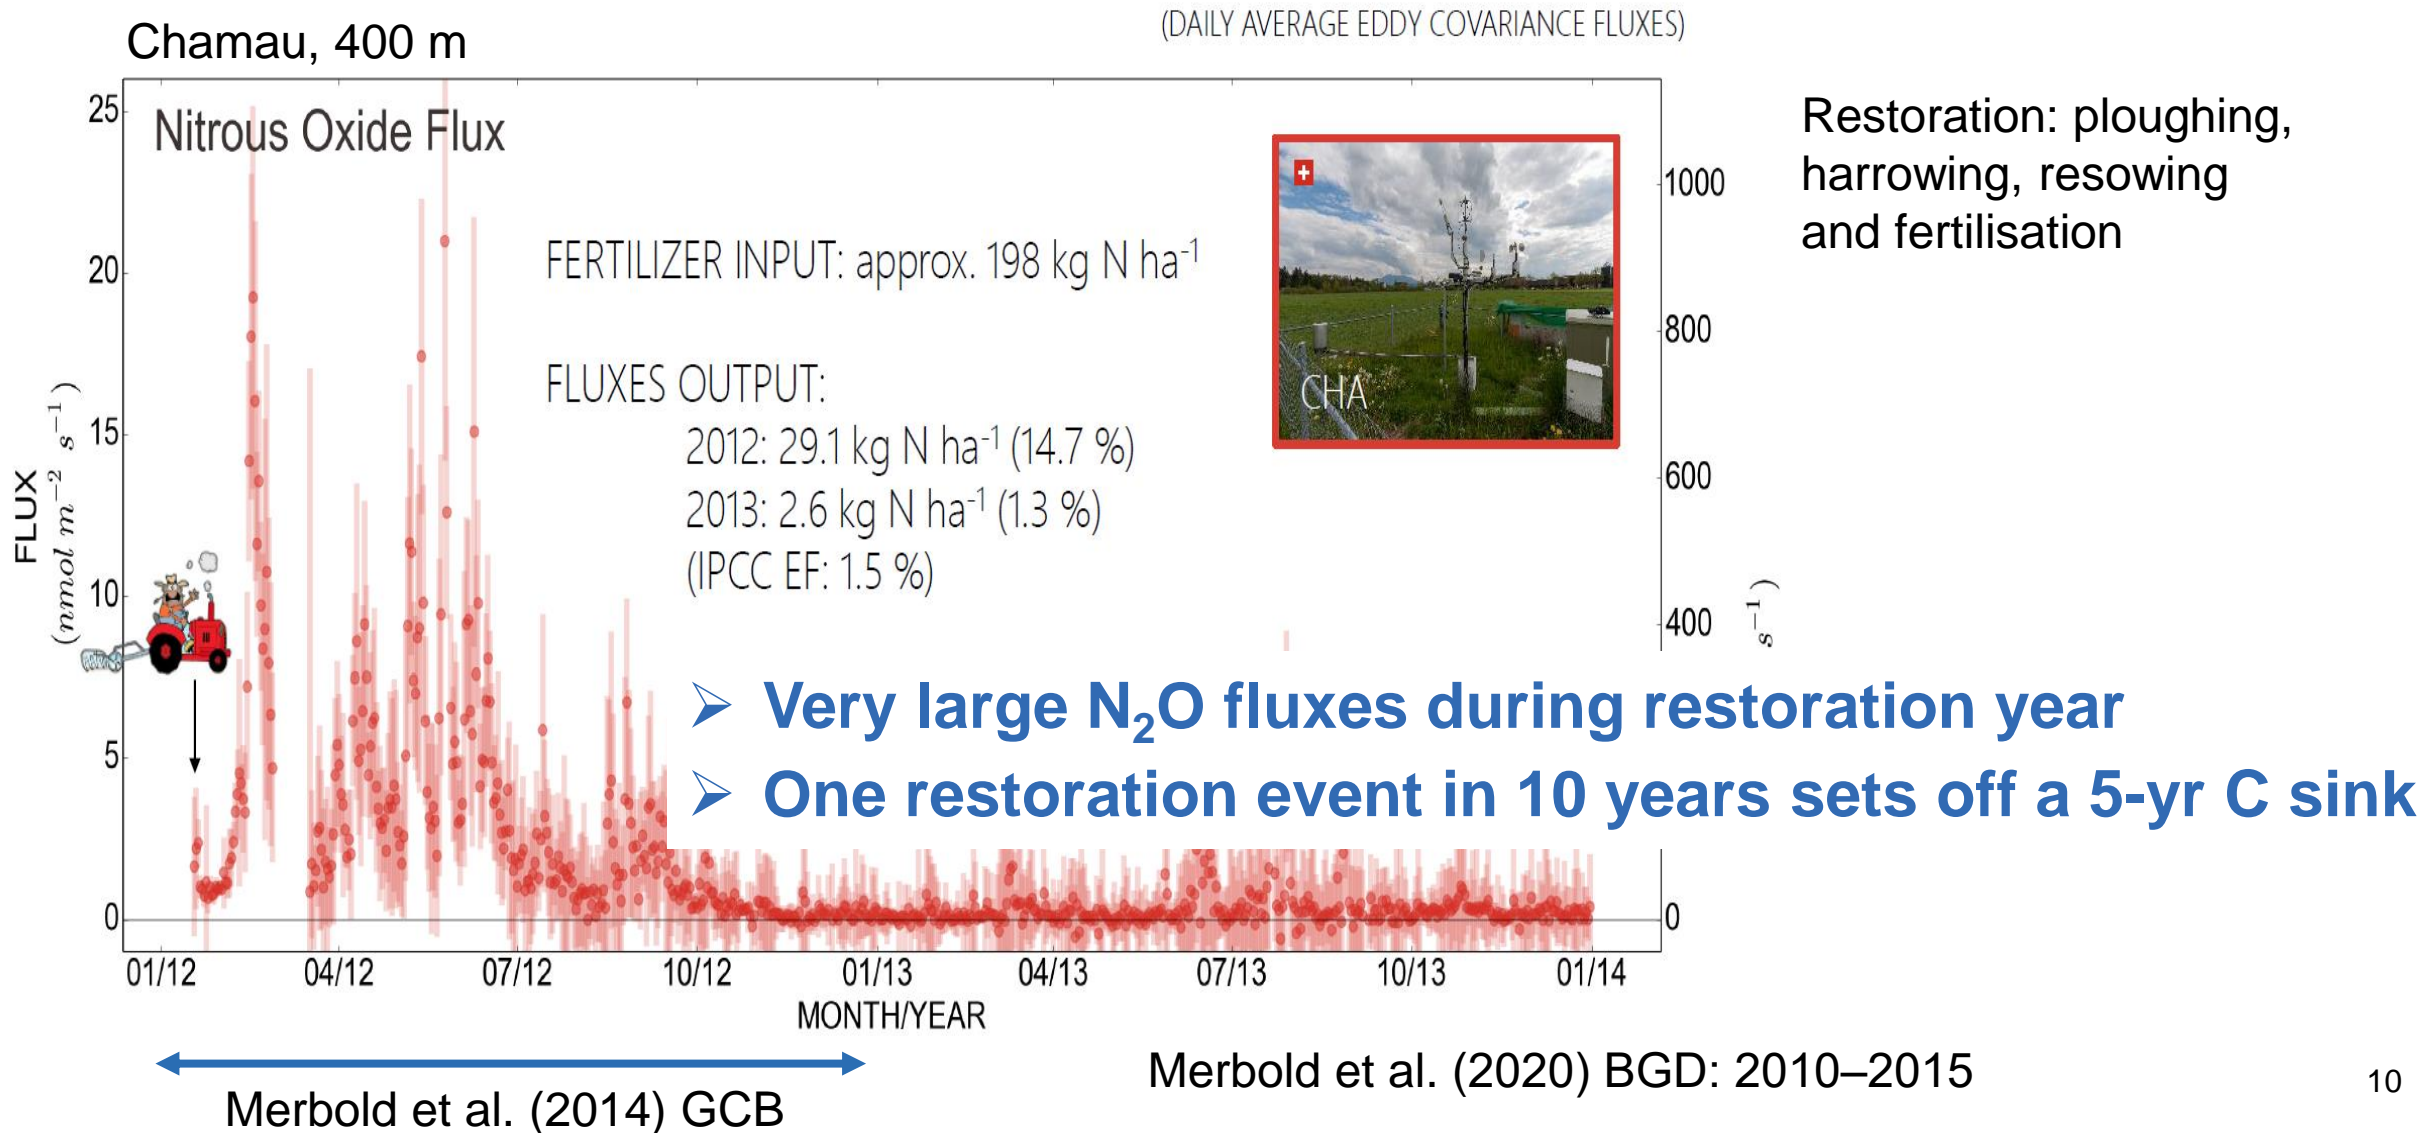 (DAILY AVERAGE EDDY COVARIANCE FLUXES)
Chamau, 400 m
Nitrous Oxide Flux
Restoration: ploughing,
harrowing, resowing
and fertilisation
FERTILIZER INPUT: approx. 198 kg N ha⁻¹
FLUXES OUTPUT:
2012: 29.1 kg N ha⁻¹ (14.7 %)
2013: 2.6 kg N ha⁻¹ (1.3 %)
(IPCC EF: 1.5 %)
CHA
FLUX
(nmol m⁻² s⁻¹)
25
20
15
10
5
0
1000
800
600
400
0
s⁻¹)
➢ Very large N₂O fluxes during restoration year
➢ One restoration event in 10 years sets off a 5-yr C sink
01/12 04/12 07/12 10/12 01/13 04/13 07/13 10/13 01/14
MONTH/YEAR
Merbold et al. (2014) GCB
Merbold et al. (2020) BGD: 2010–2015
10